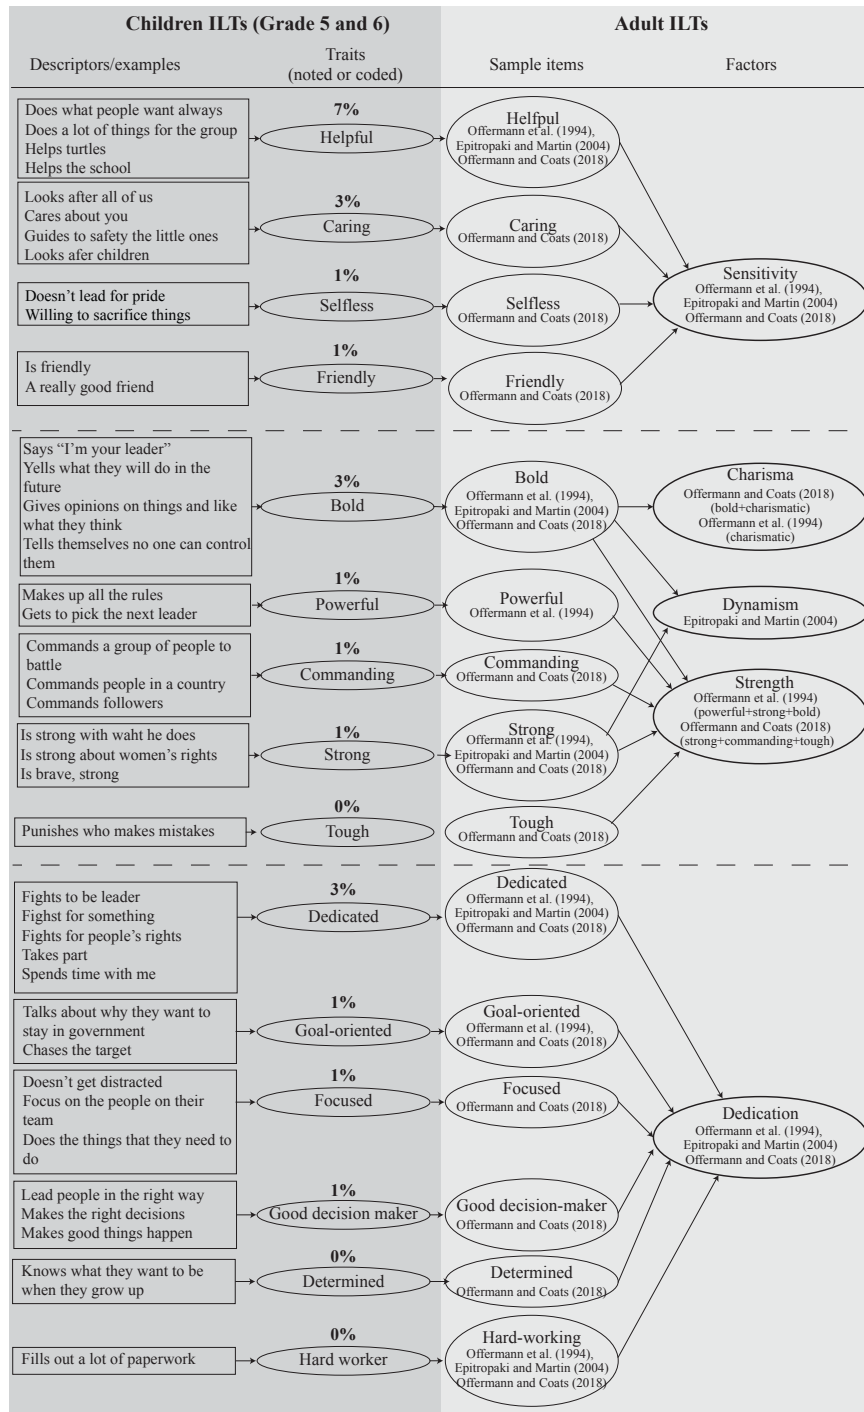 Children ILTs (Grade 5 and 6)
Adult ILTs
Descriptors/examples
Traits
(noted or coded)
Sample items
Factors
Does what people want always
Does a lot of things for the group
Helps turtles
Helps the school
7%
Helpful
Helfpul
Offermann et al. (1994),
Epitropaki and Martin (2004)
Offermann and Coats (2018)
Looks after all of us
Cares about you
Guides to safety the little ones
Looks afer children
3%
Caring
Caring
Offermann and Coats (2018)
Doesn't lead for pride
Willing to sacrifice things
1%
Selfless
Selfless
Offermann and Coats (2018)
Is friendly
A really good friend
1%
Friendly
Friendly
Offermann and Coats (2018)
Sensitivity
Offermann et al. (1994),
Epitropaki and Martin (2004)
Offermann and Coats (2018)
Says “I'm your leader”
Yells what they will do in the
future
Gives opinions on things and like
what they think
Tells themselves no one can control
them
3%
Bold
Bold
Offermann et al. (1994),
Epitropaki and Martin (2004)
Offermann and Coats (2018)
Charisma
Offermann and Coats (2018)
(bold+charismatic)
Offermann et al. (1994)
(charismatic)
Makes up all the rules
Gets to pick the next leader
1%
Powerful
Powerful
Offermann et al. (1994)
Dynamism
Epitropaki and Martin (2004)
Commands a group of people to
battle
Commands people in a country
Commands followers
1%
Commanding
Commanding
Offermann and Coats (2018)
Strength
Offermann et al. (1994)
(powerful+strong+bold)
Offermann and Coats (2018)
(strong+commanding+tough)
Is strong with waht he does
Is strong about women's rights
Is brave, strong
1%
Strong
Strong
Offermann et al. (1994),
Epitropaki and Martin (2004)
Offermann and Coats (2018)
Punishes who makes mistakes
0%
Tough
Tough
Offermann and Coats (2018)
Fights to be leader
Fighst for something
Fights for people's rights
Takes part
Spends time with me
3%
Dedicated
Dedicated
Offermann et al. (1994),
Epitropaki and Martin (2004)
Offermann and Coats (2018)
Talks about why they want to
stay in government
Chases the target
1%
Goal-oriented
Goal-oriented
Offermann et al. (1994),
Offermann and Coats (2018)
Doesn't get distracted
Focus on the people on their
team
Does the things that they need to
do
1%
Focused
Focused
Offermann and Coats (2018)
Dedication
Offermann et al. (1994),
Epitropaki and Martin (2004)
Offermann and Coats (2018)
Lead people in the right way
Makes the right decisions
Makes good things happen
1%
Good decision maker
Good decision-maker
Offermann and Coats (2018)
Knows what they want to be
when they grow up
0%
Determined
Determined
Offermann and Coats (2018)
Fills out a lot of paperwork
0%
Hard worker
Hard-working
Offermann et al. (1994),
Epitropaki and Martin (2004)
Offermann and Coats (2018)